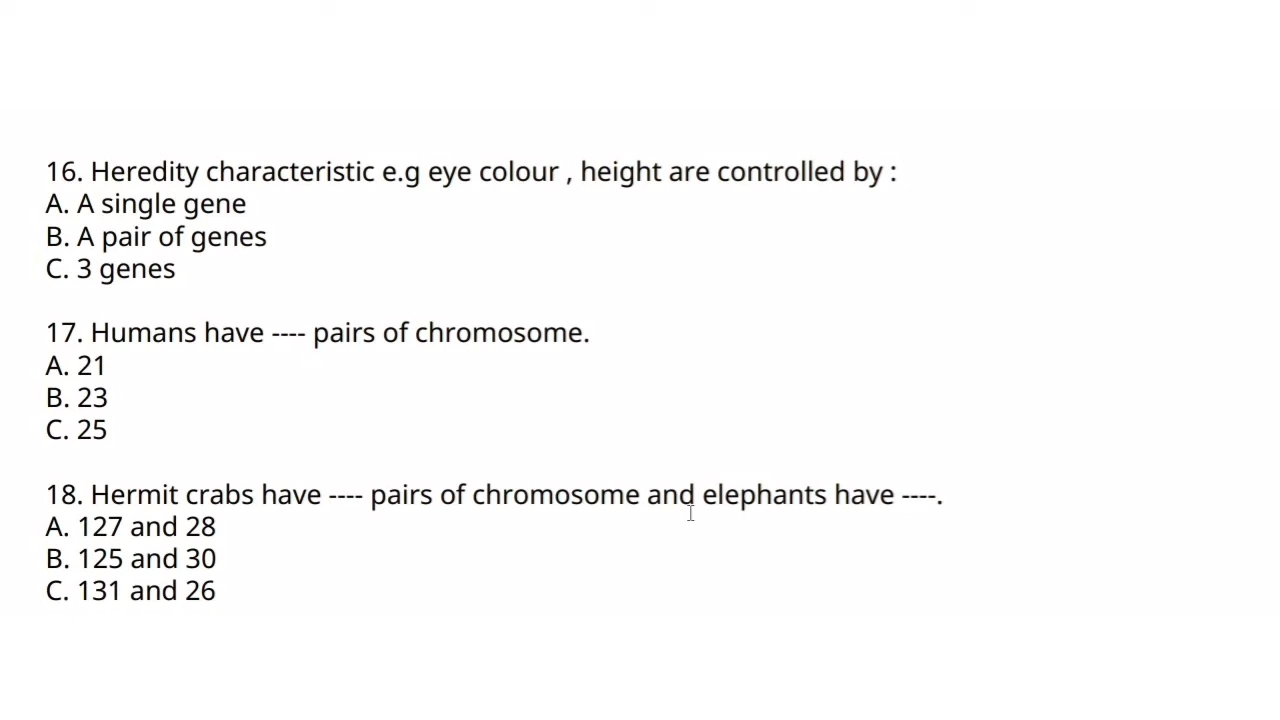 16. Heredity characteristic e.g eye colour , height are controlled by :
A. A single gene
B. A pair of genes
C. 3 genes
17. Humans have ---- pairs of chromosome.
A. 21
B. 23
C. 25
18. Hermit crabs have ---- pairs of chromosome and elephants have ----.
A. 127 and 28
B. 125 and 30
C. 131 and 26